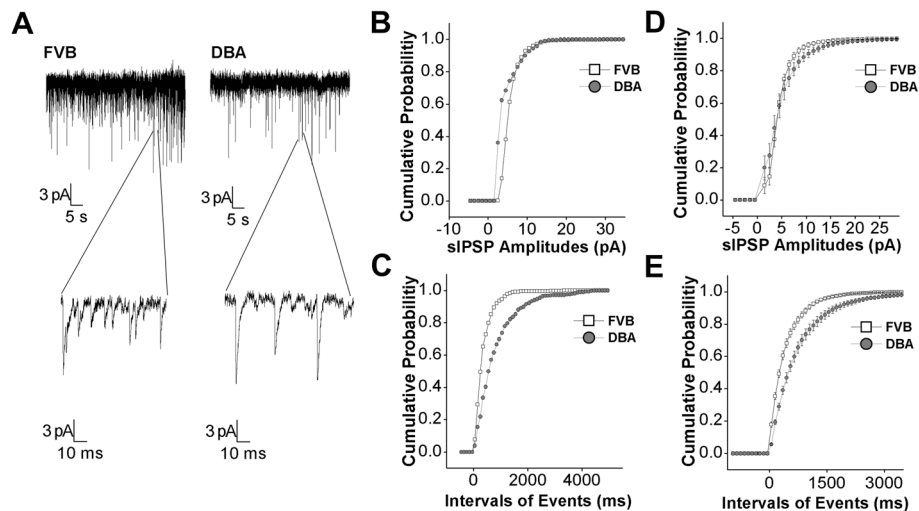 A
FVB
DBA
3 pA
5 s
3 pA
5 s
3 pA
10 ms
3 pA
10 ms
B
Cumulative Probabilitiy
1.0
0.8
0.6
0.4
0.2
0.0
-10
0
10
20
30
sIPSP Amplitudes (pA)
FVB
DBA
C
Cumulative Probabilitiy
1.0
0.8
0.6
0.4
0.2
0.0
0
2000
4000
Intervals of Events (ms)
FVB
DBA
D
Cumulative Probabilitiy
1.0
0.8
0.6
0.4
0.2
0.0
-5
0
5
10
15
20
25
sIPSP Amplitudes (pA)
FVB
DBA
E
Cumulative Probabilitiy
1.0
0.8
0.6
0.4
0.2
0.0
0
1500
3000
Intervals of Events (ms)
FVB
DBA